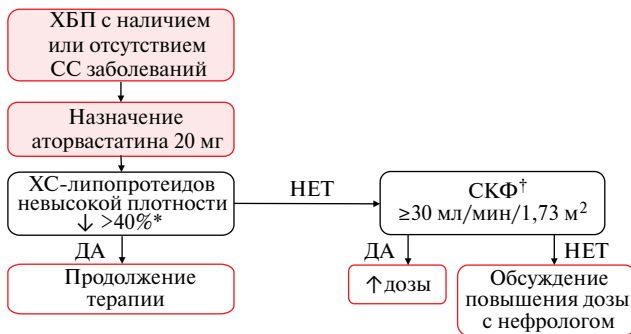 ХБП с наличием
или отсутствием
СС заболеваний
Назначение
аторвастатина 20 мг
ХС-липопротеидов
невысокой плотности
↓ >40%*
НЕТ
СКФ†
≥30 мл/мин/1,73 м²
ДА
Продолжение
терапии
ДА
↑дозы
НЕТ
Обсуждение
повышения дозы
с нефрологом